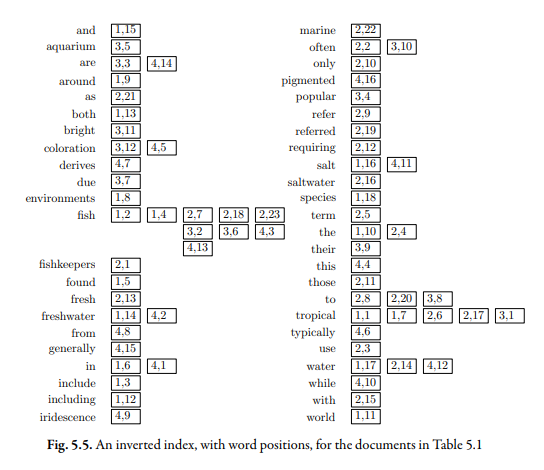 and 1,15
aquarium 3,5
are 3,3 4,14
around 1,9
as 2,21
both 1,13
bright 3,11
coloration 3,12 4,5
derives 4,7
due 3,7
environments 1,8
fish 1,2 1,4 2,7 2,18 2,23
3,2 3,6 4,3
4,13
fishkeepers 2,1
found 1,5
fresh 2,13
freshwater 1,14 4,2
from 4,8
generally 4,15
in 1,6 4,1
include 1,3
including 1,12
iridescence 4,9
marine 2,22
often 2,2 3,10
only 2,10
pigmented 4,16
popular 3,4
refer 2,9
referred 2,19
requiring 2,12
salt 1,16 4,11
saltwater 2,16
species 1,18
term 2,5
the 1,10 2,4
their 3,9
this 4,4
those 2,11
to 2,8 2,20 3,8
tropical 1,1 1,7 2,6 2,17 3,1
typically 4,6
use 2,3
water 1,17 2,14 4,12
while 4,10
with 2,15
world 1,11
Fig. 5.5. An inverted index, with word positions, for the documents in Table 5.1